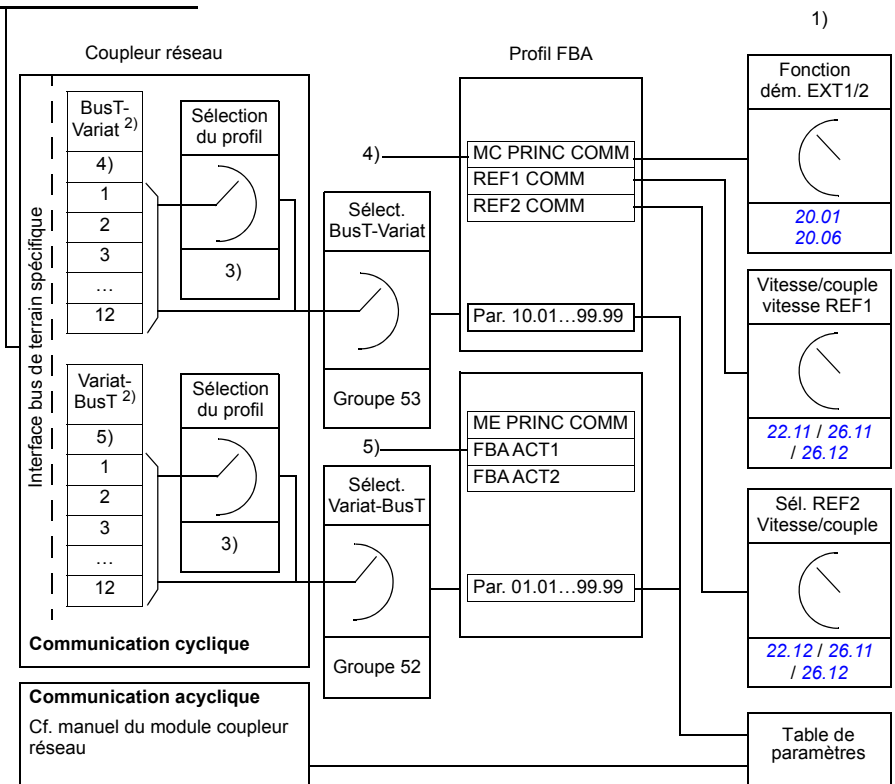 1)
Coupleur réseau
Profil FBA
Interface bus de terrain spécifique
BusT-
Variat 2)
4)
1
2
3
…
12
Sélection
du profil
3)
Variat-
BusT 2)
5)
1
2
3
…
12
Sélection
du profil
3)
Communication cyclique
Communication acyclique
Cf. manuel du module coupleur
réseau
Sélect.
BusT-Variat
Groupe 53
Sélect.
Variat-BusT
Groupe 52
4)
MC PRINC COMM
REF1 COMM
REF2 COMM
Par. 10.01…99.99
5)
ME PRINC COMM
FBA ACT1
FBA ACT2
Par. 01.01…99.99
Fonction
dém. EXT1/2
20.01
20.06
Vitesse/couple
vitesse REF1
22.11 / 26.11
/ 26.12
Sél. REF2
Vitesse/couple
22.12 / 26.11
/ 26.12
Table de
paramètres